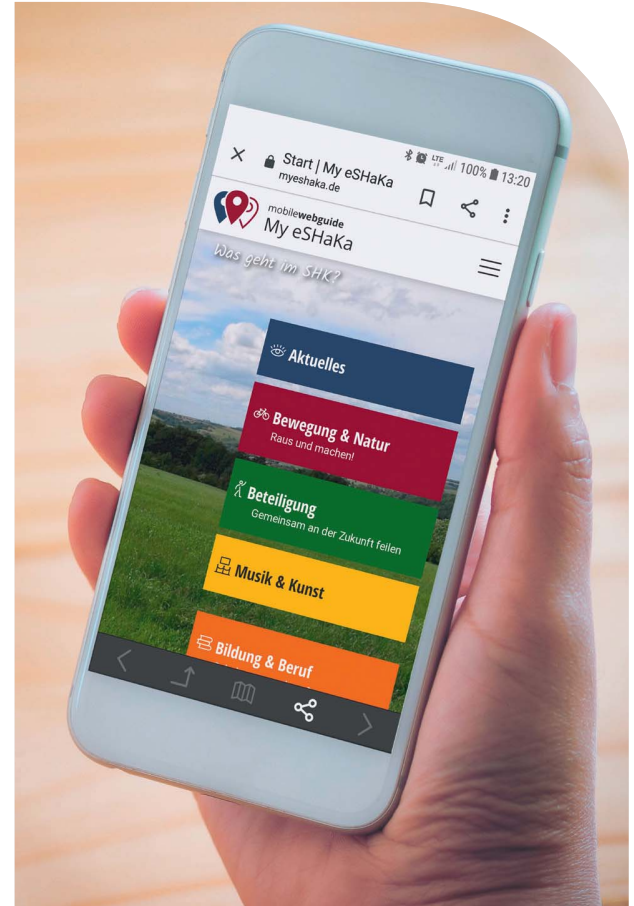 LTE 100% 13:20
Start | My eSHaKa
myeshaka.de
mobilewebguide
My eSHaKa
Was geht im SHK?
Aktuelles
Bewegung & Natur
Raus und machen!
Beteiligung
Gemeinsam an der Zukunft feilen
Musik & Kunst
Bildung & Beruf